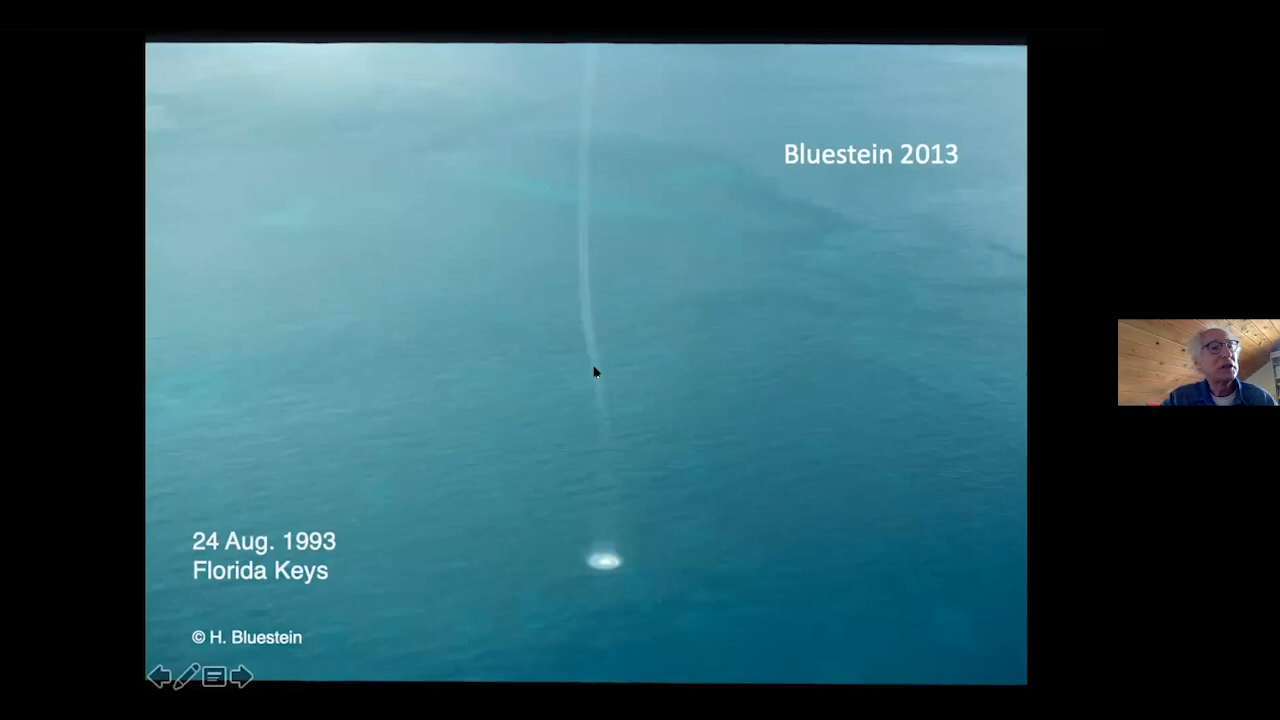 Bluestein 2013
24 Aug. 1993
Florida Keys
© H. Bluestein